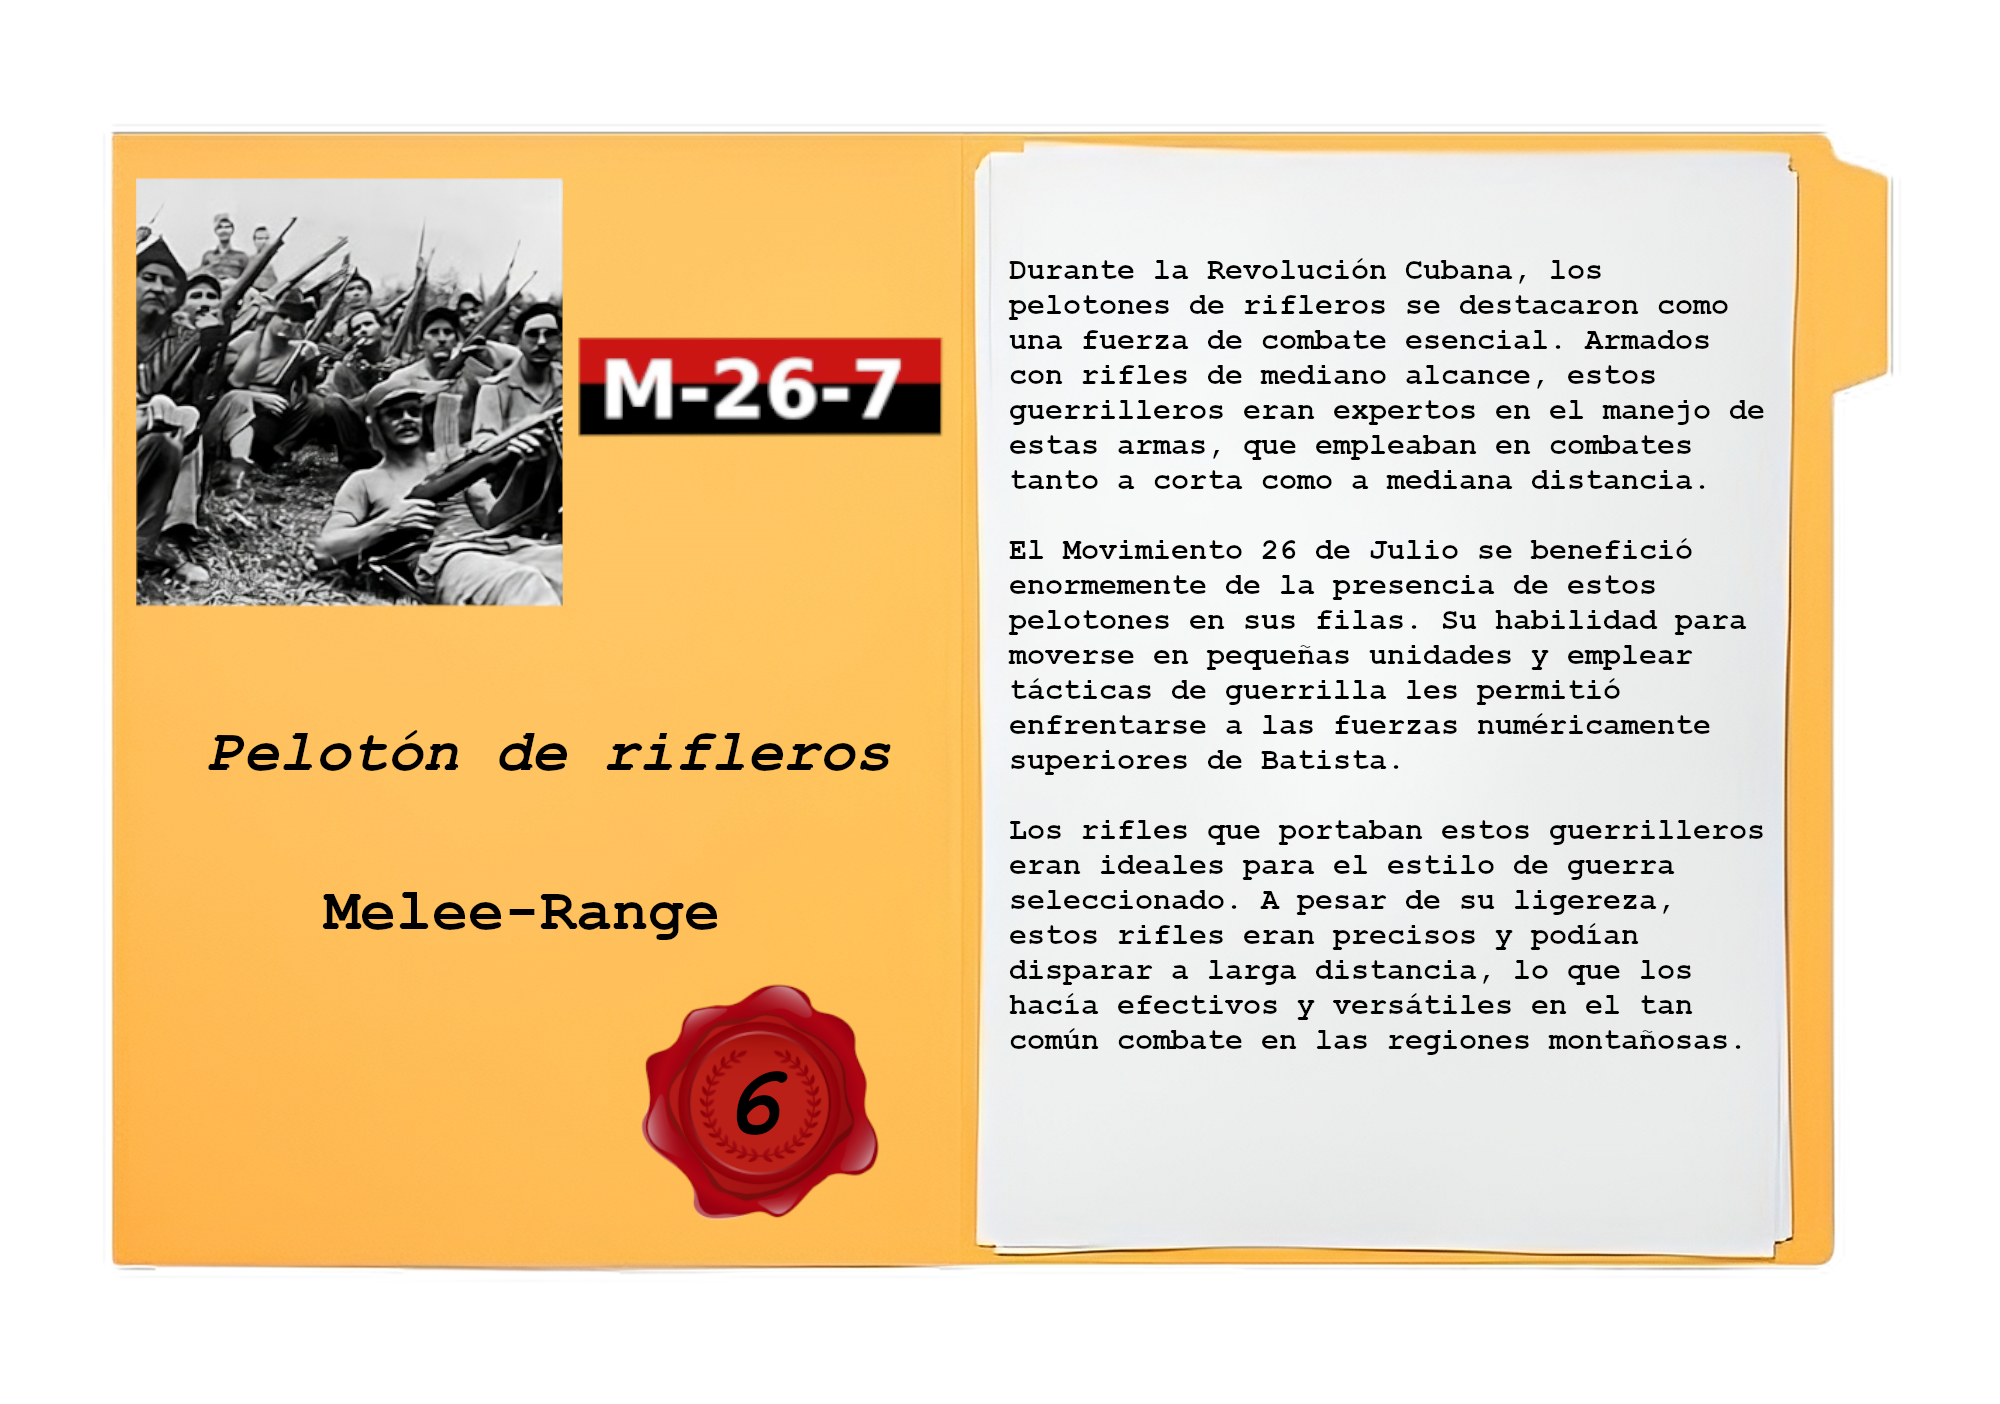 M-26-7
Pelotón de rifleros
Melee-Range
6
Durante la Revolución Cubana, los
pelotones de rifleros se destacaron como
una fuerza de combate esencial. Armados
con rifles de mediano alcance, estos
guerrilleros eran expertos en el manejo de
estas armas, que empleaban en combates
tanto a corta como a mediana distancia.
El Movimiento 26 de Julio se benefició
enormemente de la presencia de estos
pelotones en sus filas. Su habilidad para
moverse en pequeñas unidades y emplear
tácticas de guerrilla les permitió
enfrentarse a las fuerzas numéricamente
superiores de Batista.
Los rifles que portaban estos guerrilleros
eran ideales para el estilo de guerra
seleccionado. A pesar de su ligereza,
estos rifles eran precisos y podían
disparar a larga distancia, lo que los
hacía efectivos y versátiles en el tan
común combate en las regiones montañosas.